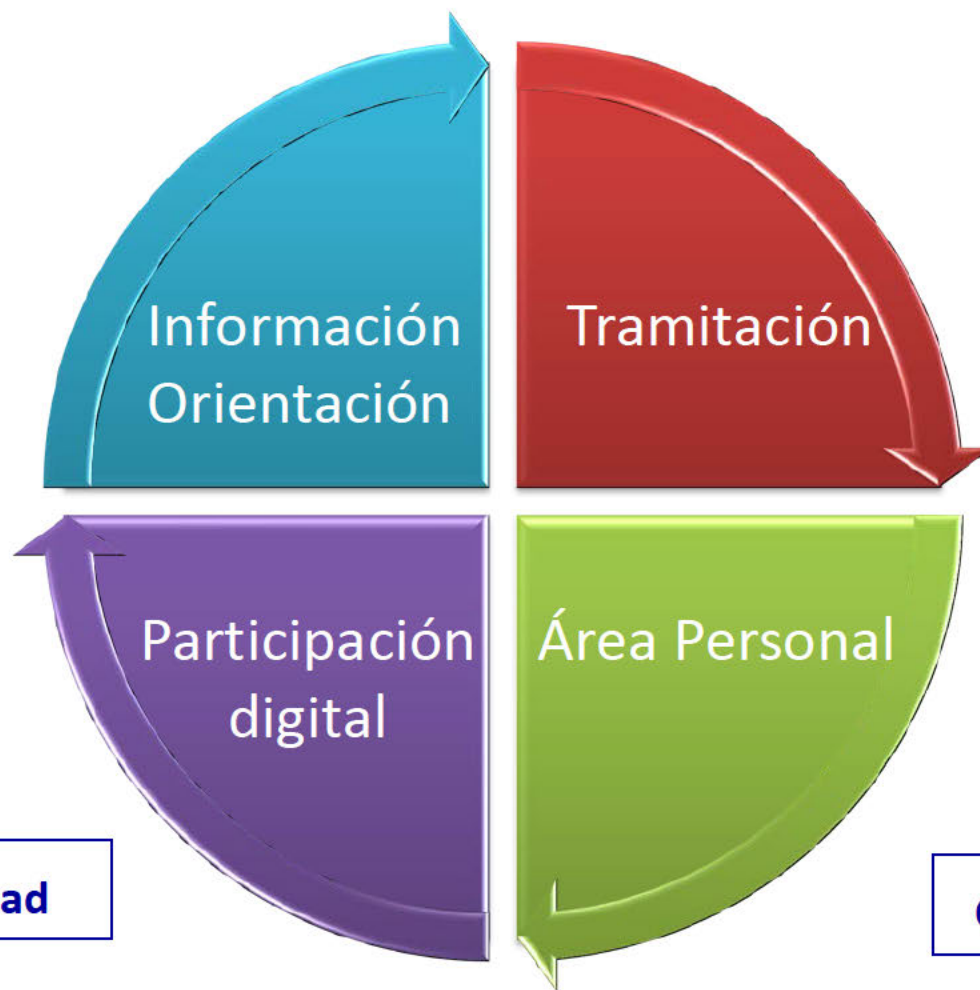 Información
Orientación
Tramitación
Participación
digital
Área Personal